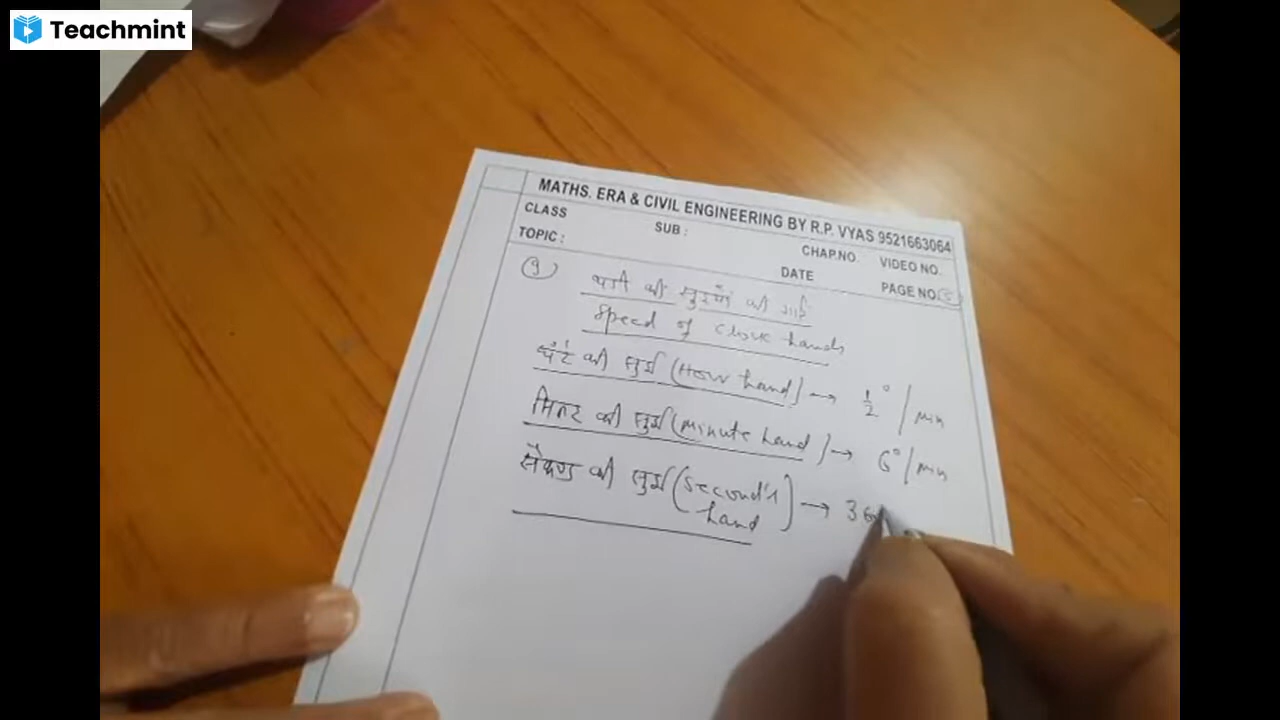 Teachmint
MATHS. ERA & CIVIL ENGINEERING BY R.P. VYAS 9521663064
CLASS SUB : CHAP.NO. VIDEO NO.
TOPIC : DATE PAGE NO. 5
9
घडी की सुइयों की गति
Speed of clock hands
घंटे की सुई (Hour hand) → 1/2° / min
मिनट की सुई (minute hand) → 6° / min
सैकण्ड की सुई (second's
hand) → 36